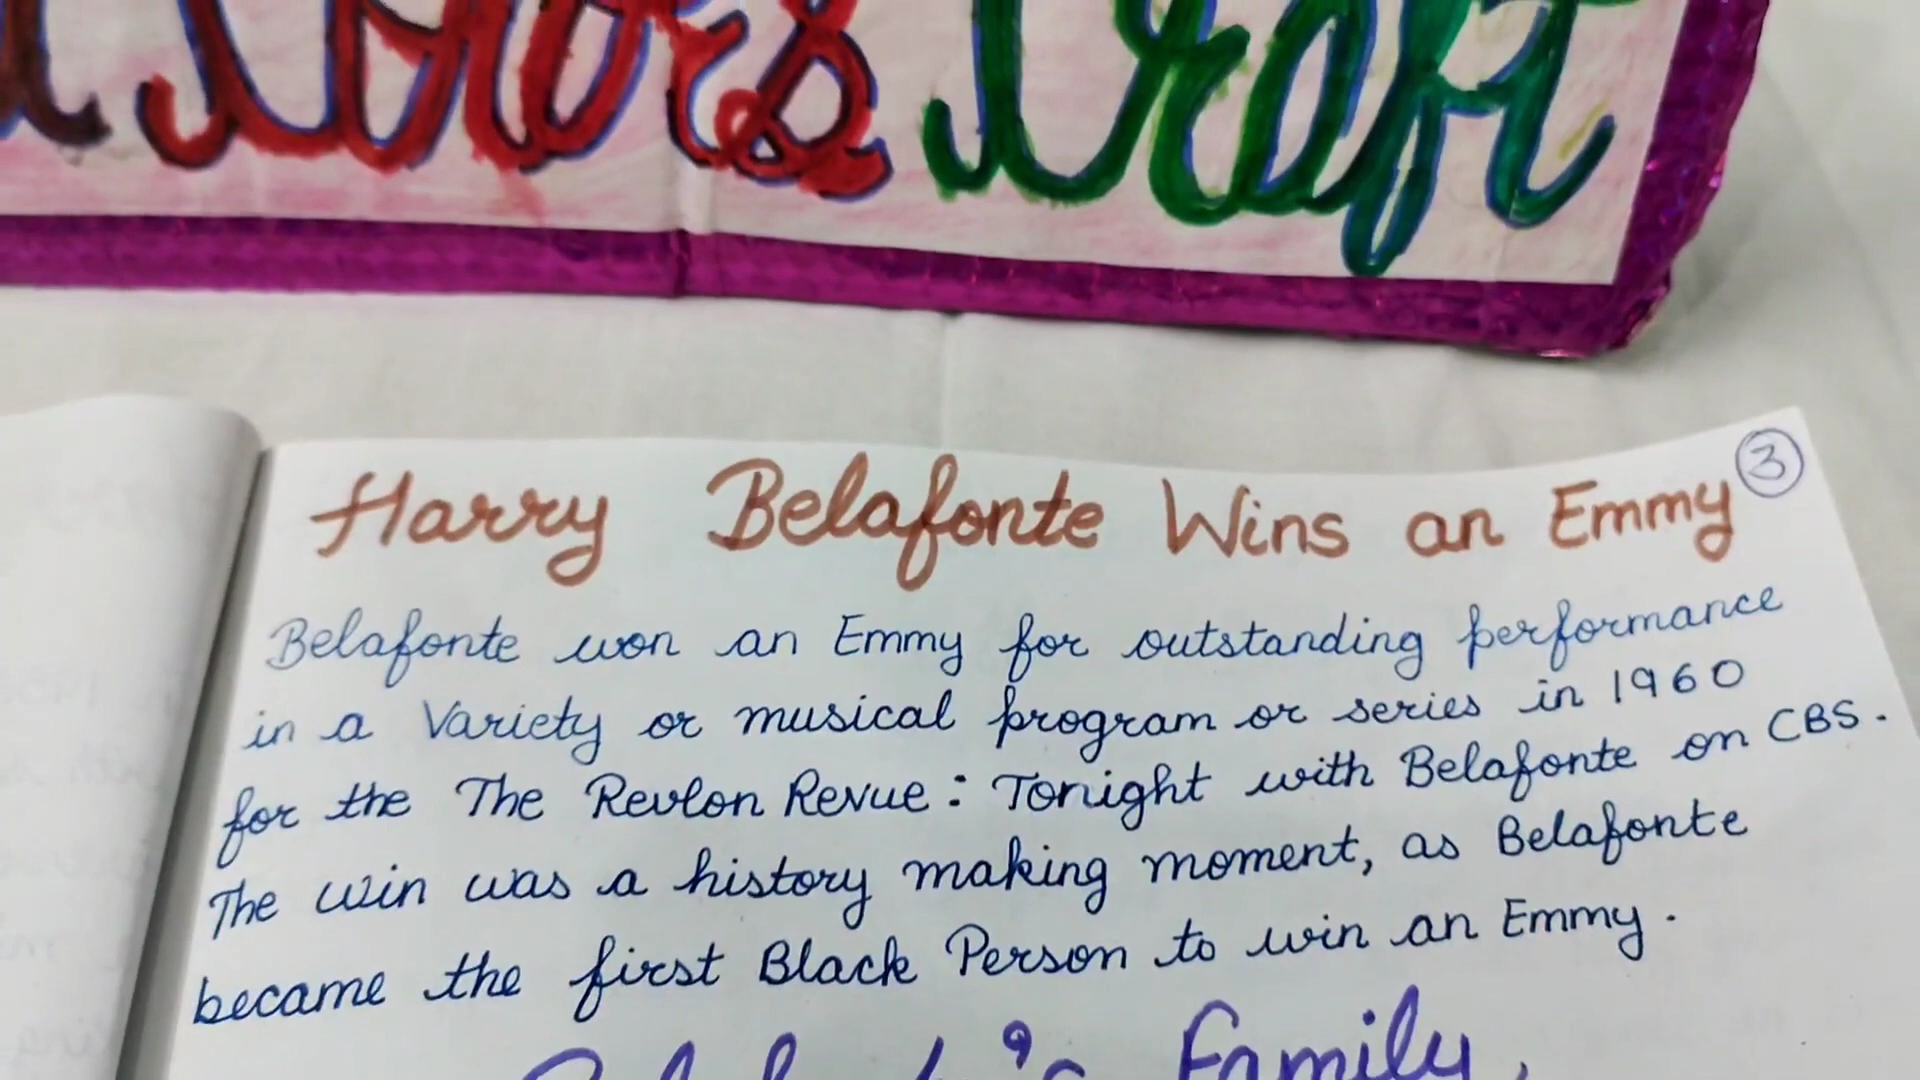 Craft
Harry Belafonte Wins an Emmy 3
Belafonte won an Emmy for outstanding performance
in a Variety or musical program or series in 1960
for the The Revlon Revue : Tonight with Belafonte on CBS.
The win was a history making moment, as Belafonte
became the first Black Person to win an Emmy.
Family,